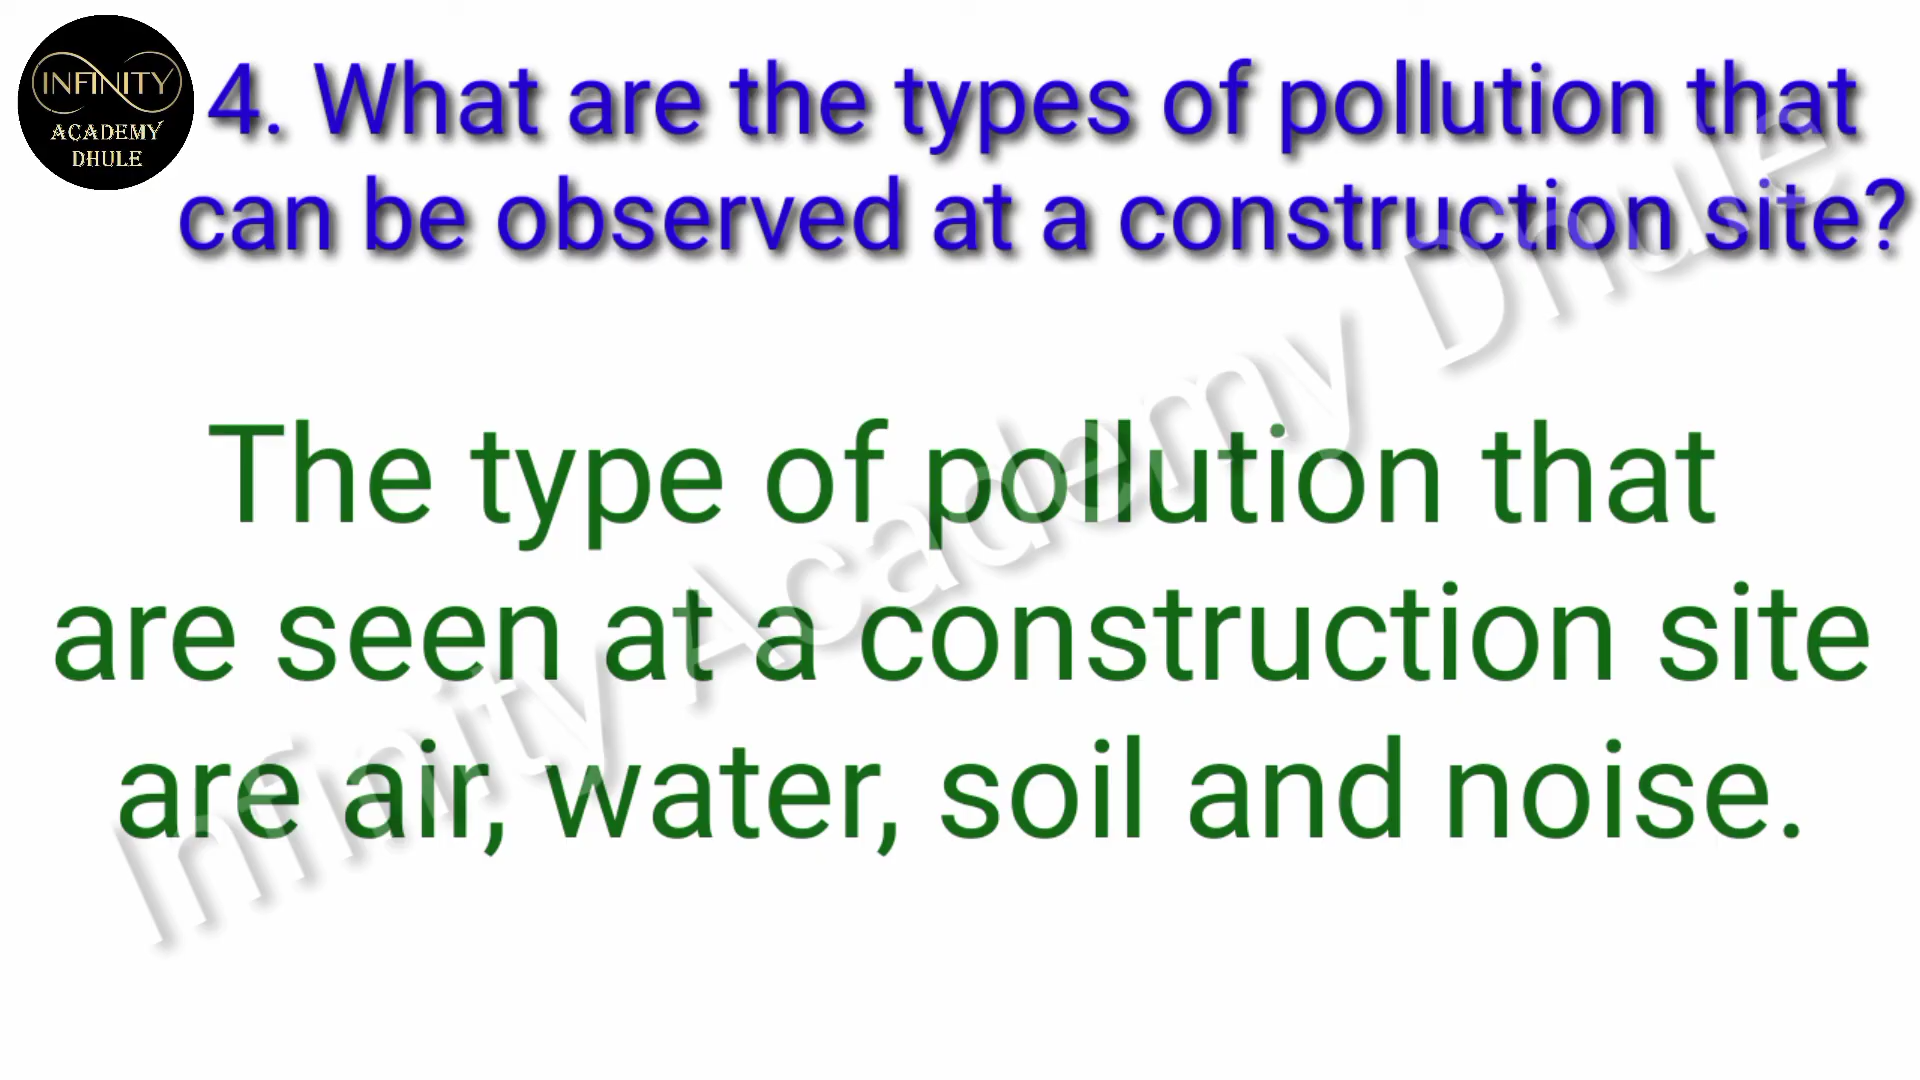 INFINITY
ACADEMY
DHULE
4. What are the types of pollution that
can be observed at a construction site?
The type of pollution that
are seen at a construction site
are air, water, soil and noise.
Infinity Academy Dhule